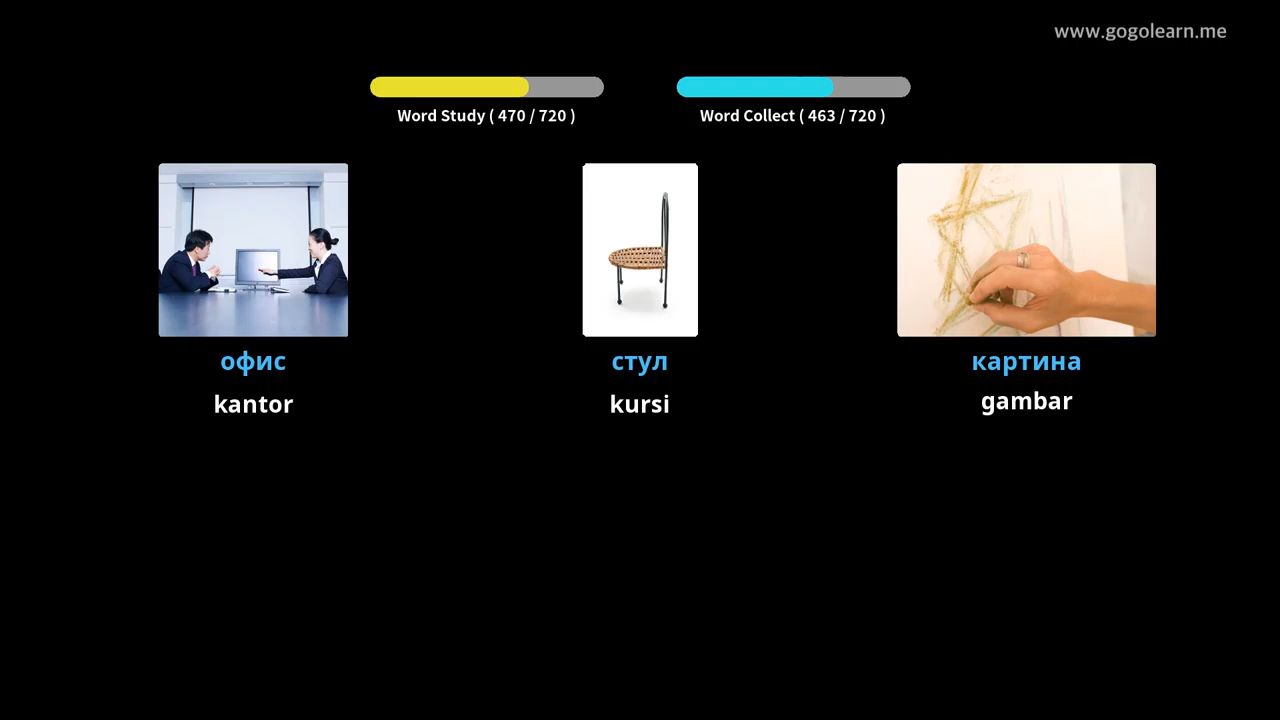 www.gogolearn.me
Word Study ( 470 / 720 )
Word Collect ( 463 / 720 )
офис
стул
картина
kantor
kursi
gambar